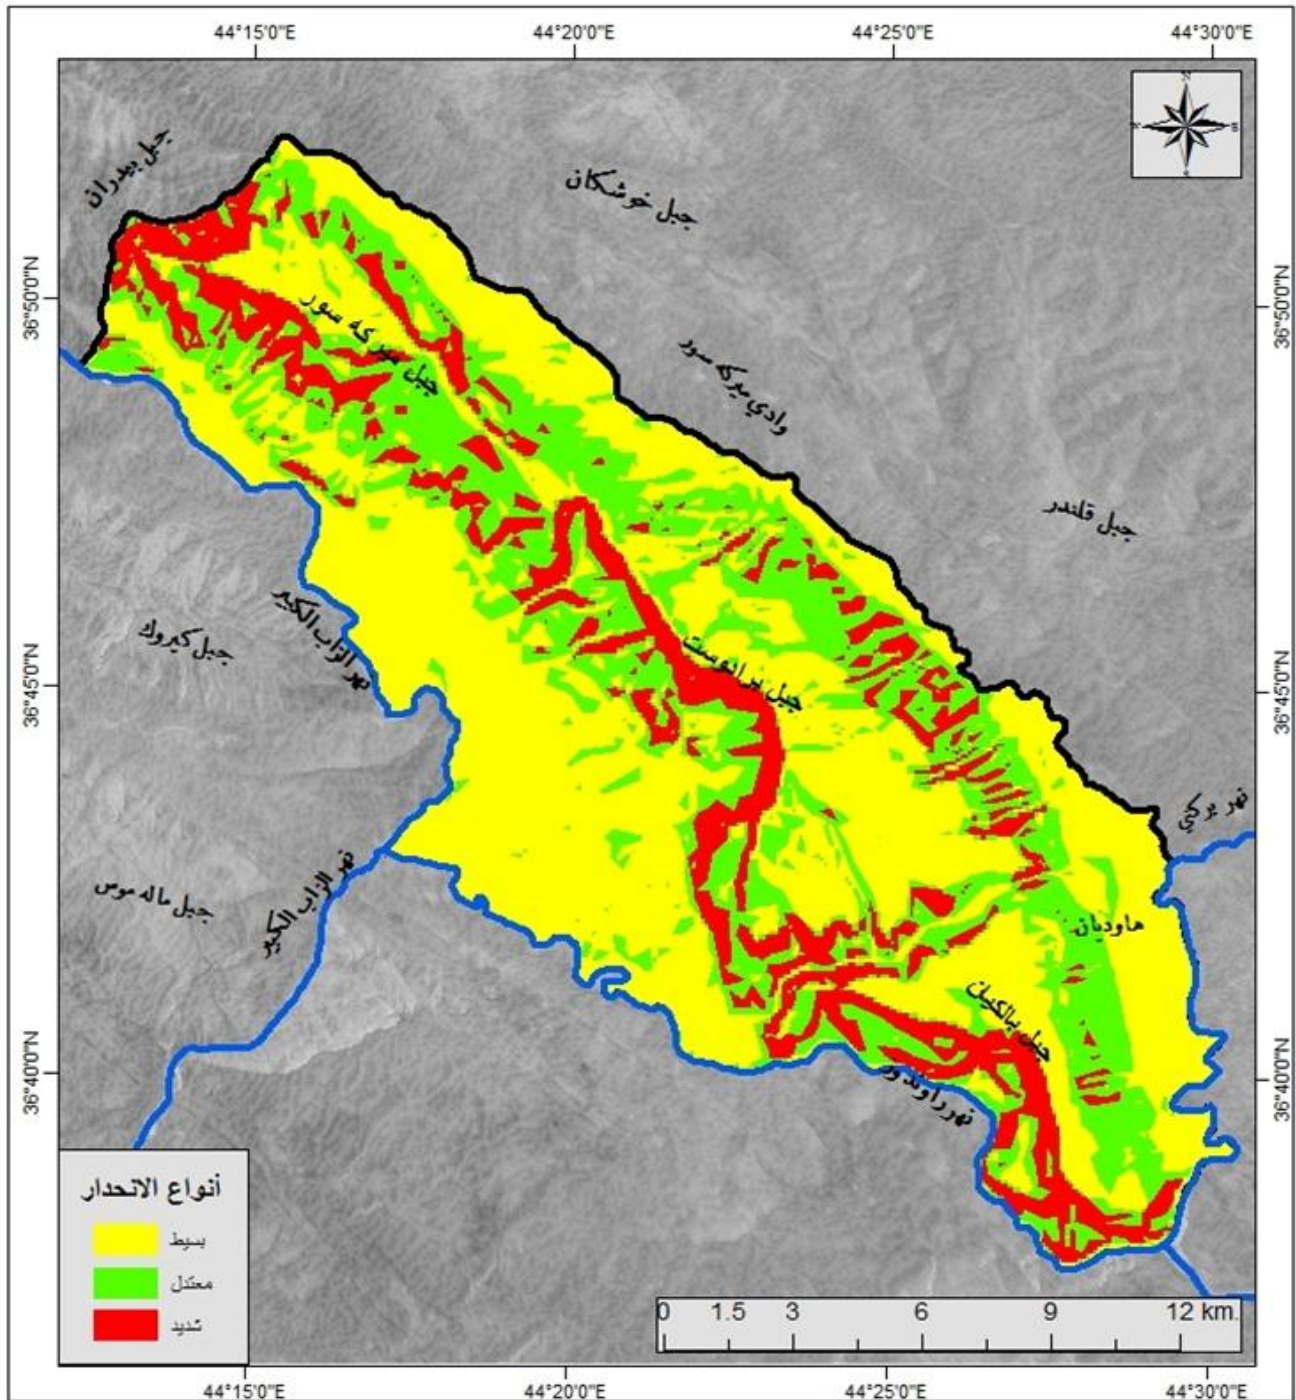 44°15'0"E
44°20'0"E
44°25'0"E
44°30'0"E
جبل بيدران
جبل خوشكان
36°50'0"N
36°50'0"N
جبل ميركه سور
وادي ميركه سور
جبل قلندر
نهر الزاب الكبير
جبل كيروك
جبل برادوست
36°45'0"N
36°45'0"N
نهر بركي
نهر الزاب الكبير
جبل ماله موس
هاوديان
جبل بالكيان
36°40'0"N
36°40'0"N
نهر راوندوز
أنواع الانحدار
بسيط
معتدل
شديد
0 1.5 3 6 9 12 km.
44°15'0"E
44°20'0"E
44°25'0"E
44°30'0"E